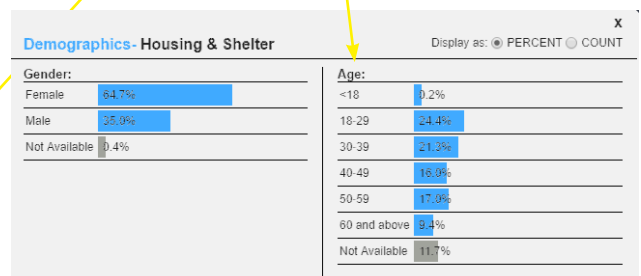 X
Demographics- Housing & Shelter
Display as: PERCENT COUNT
Gender:
Female 64.7%
Male 35.0%
Not Available 0.4%
Age:
<18 0.2%
18-29 24.4%
30-39 21.3%
40-49 16.0%
50-59 17.0%
60 and above 9.4%
Not Available 11.7%